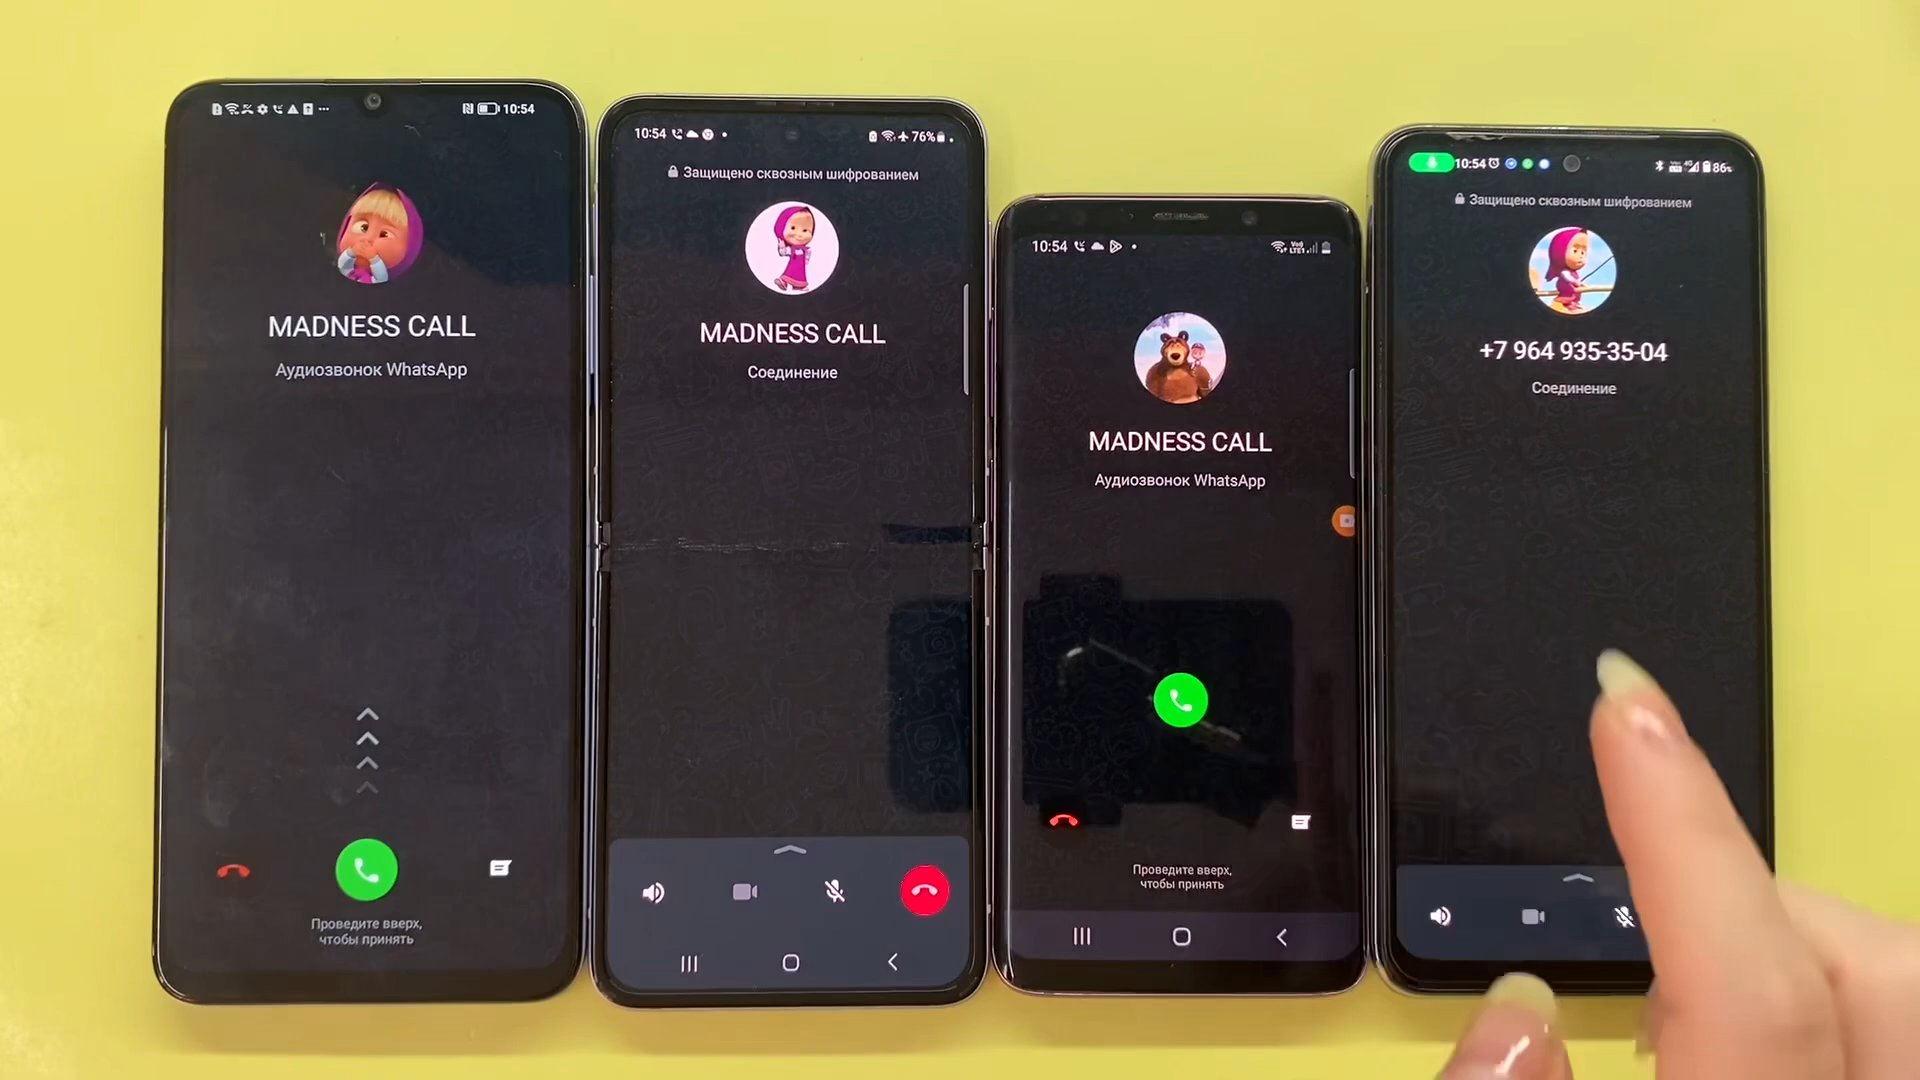 10:54
MADNESS CALL
Аудиозвонок WhatsApp
Проведите вверх,
чтобы принять
10:54
76%
Защищено сквозным шифрованием
MADNESS CALL
Соединение
10:54
MADNESS CALL
Аудиозвонок WhatsApp
Проведите вверх,
чтобы принять
10:54
4G
86%
Защищено сквозным шифрованием
+7 964 935-35-04
Соединение